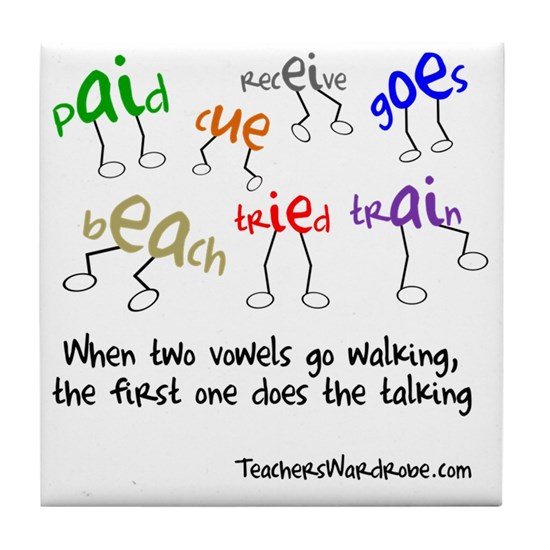 paid cue receive goes
beach tried train
When two vowels go walking,
the first one does the talking
TeachersWardrobe.com